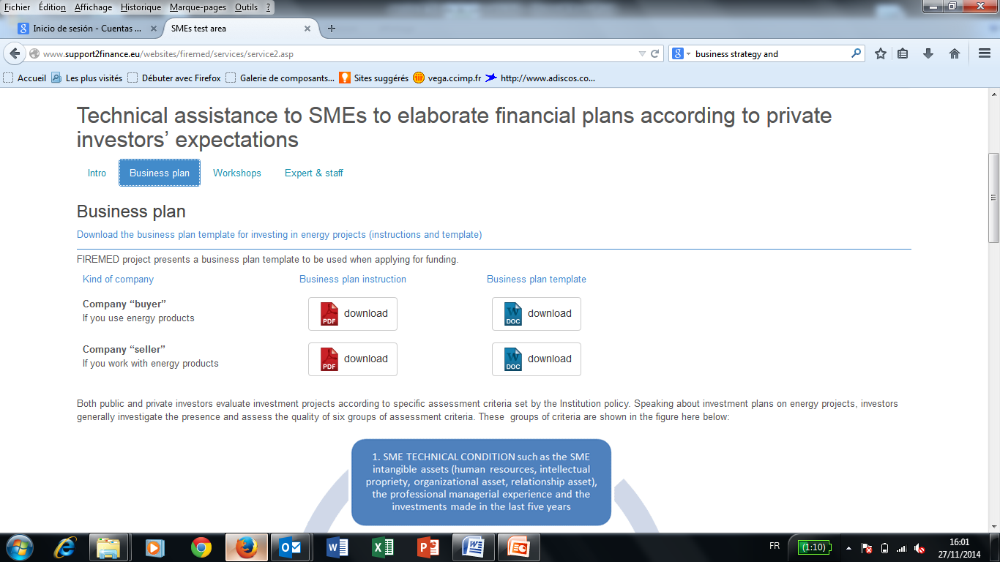 Fichier Édition Affichage Historique Marque-pages Outils ?
Inicio de sesión - Cuentas ... SMEs test area
www.support2finance.eu/websites/firemed/services/service2.asp business strategy and
Accueil Les plus visités Débuter avec Firefox Galerie de composants... Sites suggérés vega.ccimp.fr http://www.adiscos.co...
Technical assistance to SMEs to elaborate financial plans according to private
investors’ expectations
Intro Business plan Workshops Expert & staff
Business plan
Download the business plan template for investing in energy projects (instructions and template)
FIREMED project presents a business plan template to be used when applying for funding.
Kind of company Business plan instruction Business plan template
Company “buyer”
If you use energy products
PDF download DOC download
Company “seller”
If you work with energy products
PDF download DOC download
Both public and private investors evaluate investment projects according to specific assessment criteria set by the Institution policy. Speaking about investment plans on energy projects, investors
generally investigate the presence and assess the quality of six groups of assessment criteria. These groups of criteria are shown in the figure here below:
1. SME TECHNICAL CONDITION such as the SME
intangible assets (human resources, intellectual
propriety, organizational asset, relationship asset),
the professional managerial experience and the
investments made in the last five years
FR (1:10) 16:01
27/11/2014